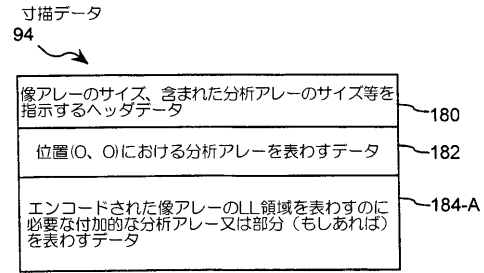 寸描データ
94
像アレーのサイズ、含まれた分析アレーのサイズ等を
指示するヘッダデータ
180
位置(O、O)における分析アレーを表わすデータ
182
エンコードされた像アレーのLL領域を表わすのに
必要な付加的な分析アレー又は部分(もしあれば)
を表わすデータ
184-A